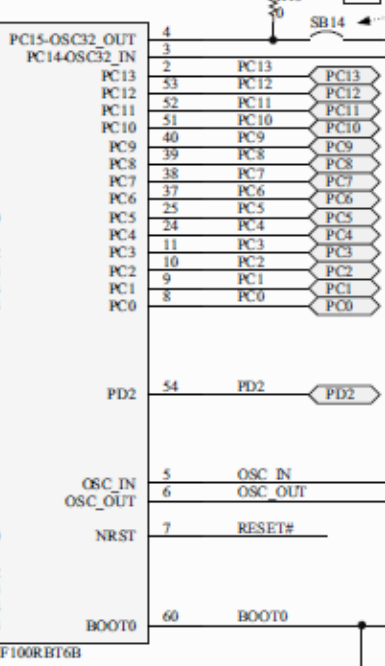 0 SB14
PC15-OSC32_OUT 4
PC14-OSC32_IN 3
PC13 2 PC13 PC13
PC12 53 PC12 PC12
PC11 52 PC11 PC11
PC10 51 PC10 PC10
PC9 40 PC9 PC9
PC8 39 PC8 PC8
PC7 38 PC7 PC7
PC6 37 PC6 PC6
PC5 25 PC5 PC5
PC4 24 PC4 PC4
PC3 11 PC3 PC3
PC2 10 PC2 PC2
PC1 9 PC1 PC1
PC0 8 PC0 PC0
PD2 54 PD2 PD2
OSC_IN 5 OSC_IN
OSC_OUT 6 OSC_OUT
NRST 7 RESET#
BOOT0 60 BOOT0
F100RBT6B